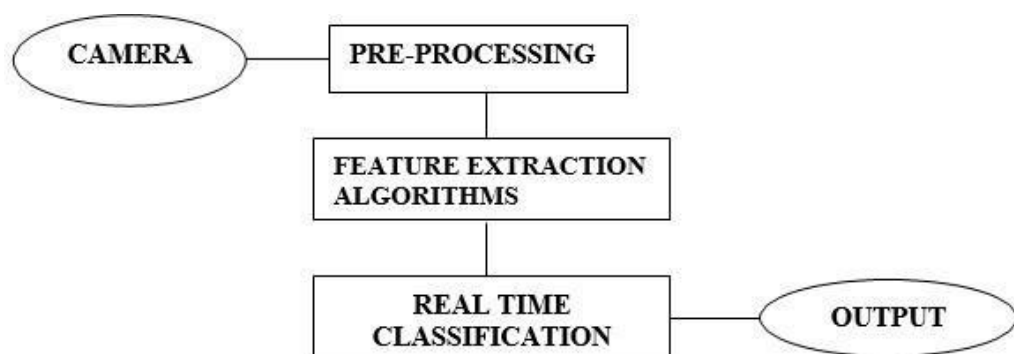 CAMERA
PRE-PROCESSING
FEATURE EXTRACTION
ALGORITHMS
REAL TIME
CLASSIFICATION
OUTPUT